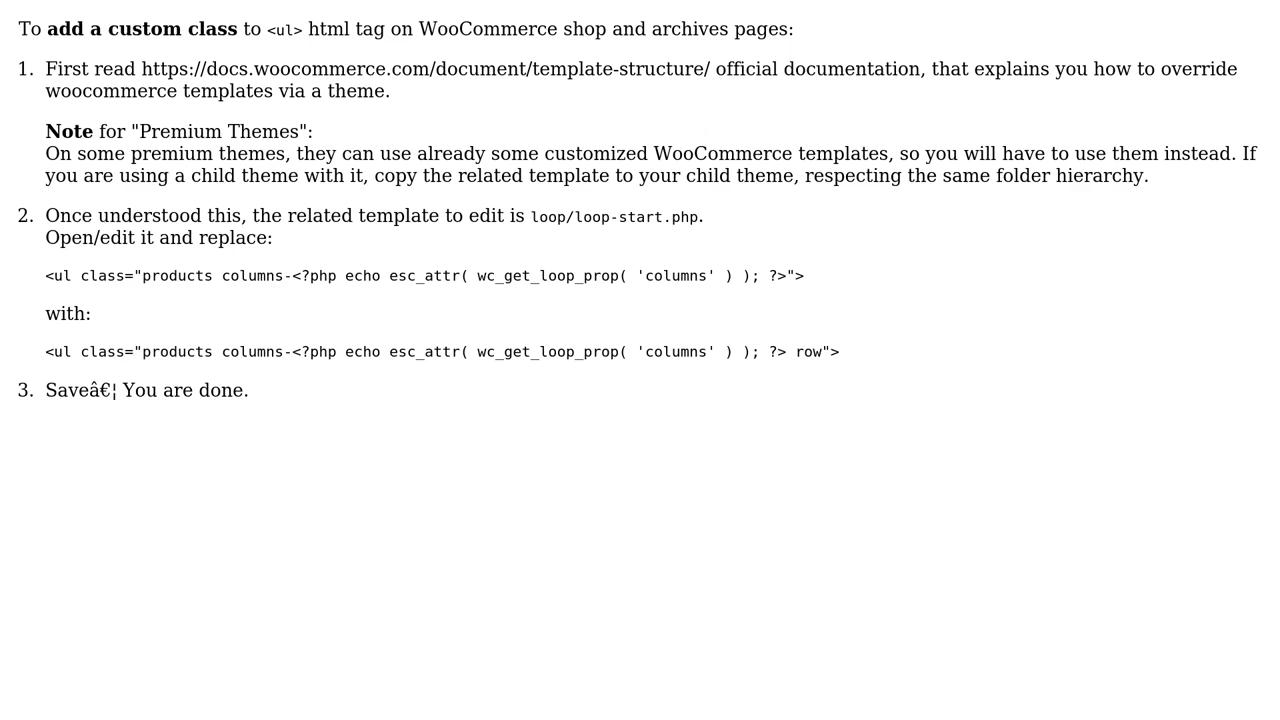 To add a custom class to <ul> html tag on WooCommerce shop and archives pages:
1. First read https://docs.woocommerce.com/document/template-structure/ official documentation, that explains you how to override
woocommerce templates via a theme.
Note for "Premium Themes":
On some premium themes, they can use already some customized WooCommerce templates, so you will have to use them instead. If
you are using a child theme with it, copy the related template to your child theme, respecting the same folder hierarchy.
2. Once understood this, the related template to edit is loop/loop-start.php.
Open/edit it and replace:
<ul class="products columns-<?php echo esc_attr( wc_get_loop_prop( 'columns' ) ); ?>">
with:
<ul class="products columns-<?php echo esc_attr( wc_get_loop_prop( 'columns' ) ); ?> row">
3. Saveâ€¦ You are done.